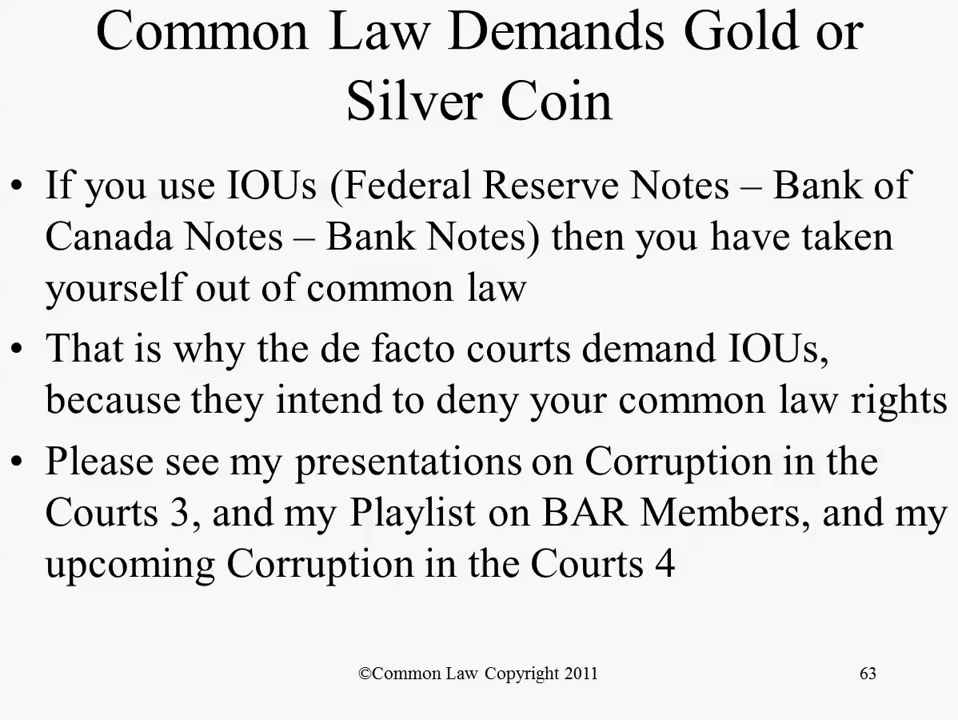 Common Law Demands Gold or
Silver Coin
• If you use IOUs (Federal Reserve Notes – Bank of
Canada Notes – Bank Notes) then you have taken
yourself out of common law
• That is why the de facto courts demand IOUs,
because they intend to deny your common law rights
• Please see my presentations on Corruption in the
Courts 3, and my Playlist on BAR Members, and my
upcoming Corruption in the Courts 4
©Common Law Copyright 2011 63